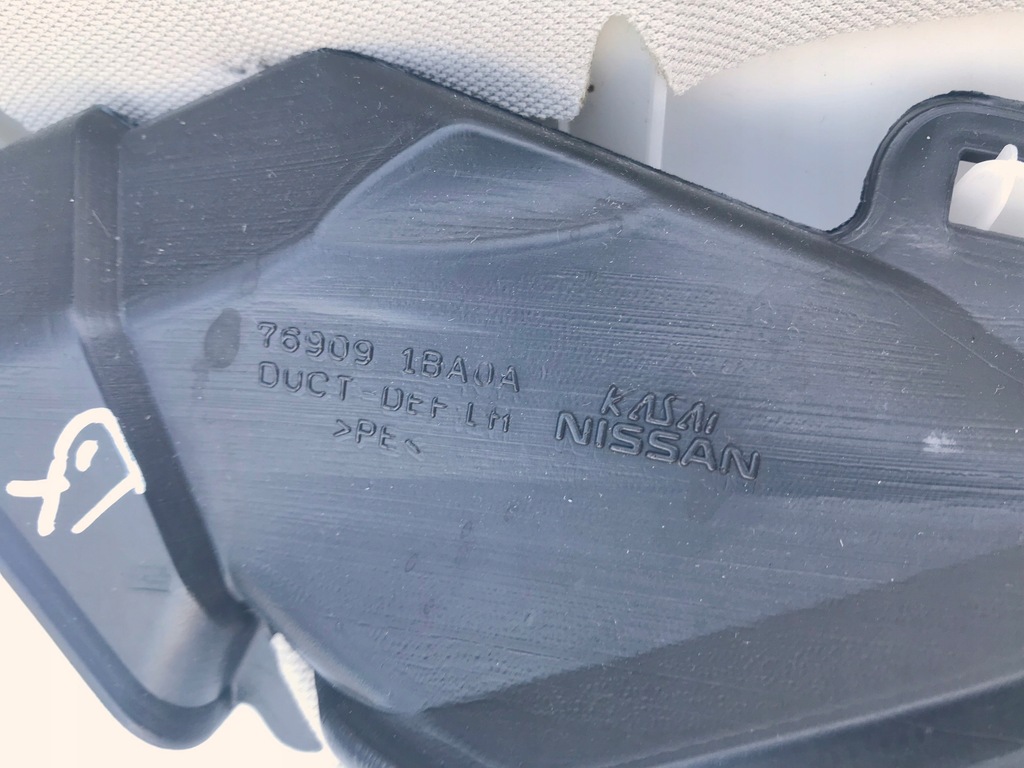 76909 1BA0A
DUCT-DEF LH
>PE<
KASAI
NISSAN